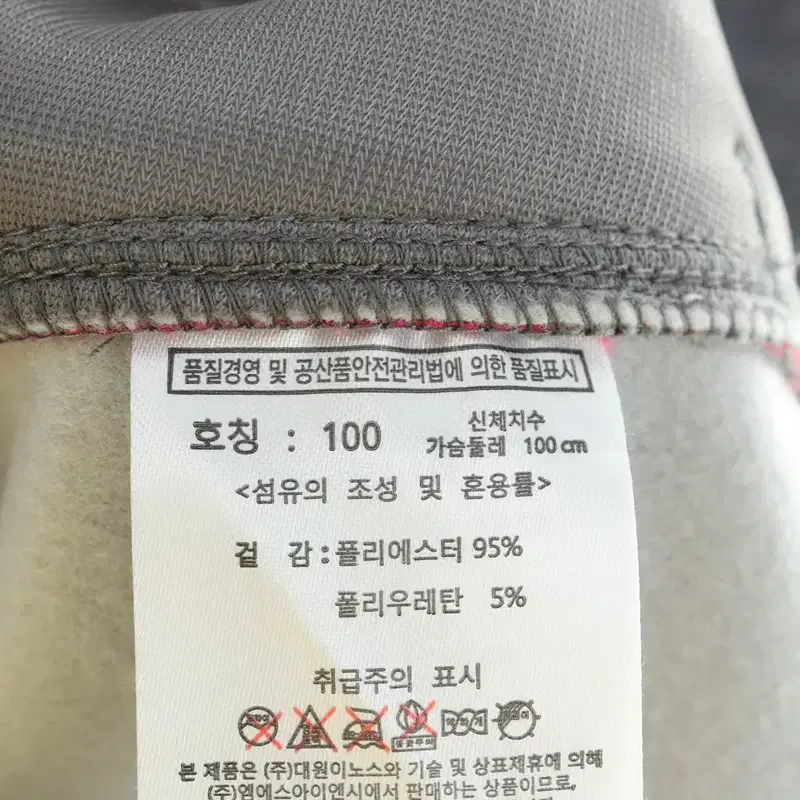 품질경영 및 공산품안전관리법에 의한 품질표시
호칭 : 100
신체치수
가슴둘레 100cm
<섬유의 조성 및 혼용률>
겉 감 : 폴리에스터 95%
폴리우레탄 5%
취급주의 표시
약하게
본 제품은 (주)대원이노스와 기술 및 상표제휴에 의해
(주)엠에스아이엔시에서 판매하는 상품이므로,